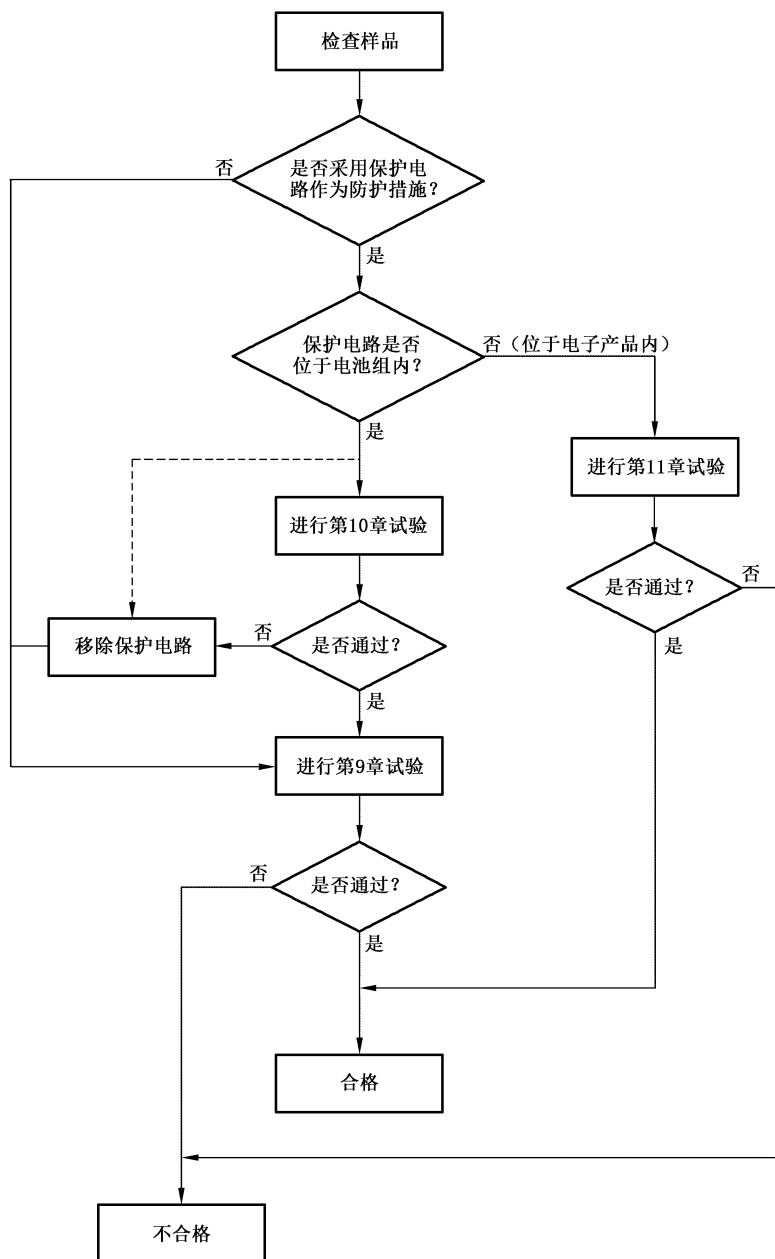 检查样品
否
是否采用保护电
路作为防护措施？
是
保护电路是否
位于电池组内？
否（位于电子产品内）
是
进行第11章试验
进行第10章试验
是否通过？
否
移除保护电路
否
是否通过？
是
是
进行第9章试验
否
是否通过？
是
合格
不合格